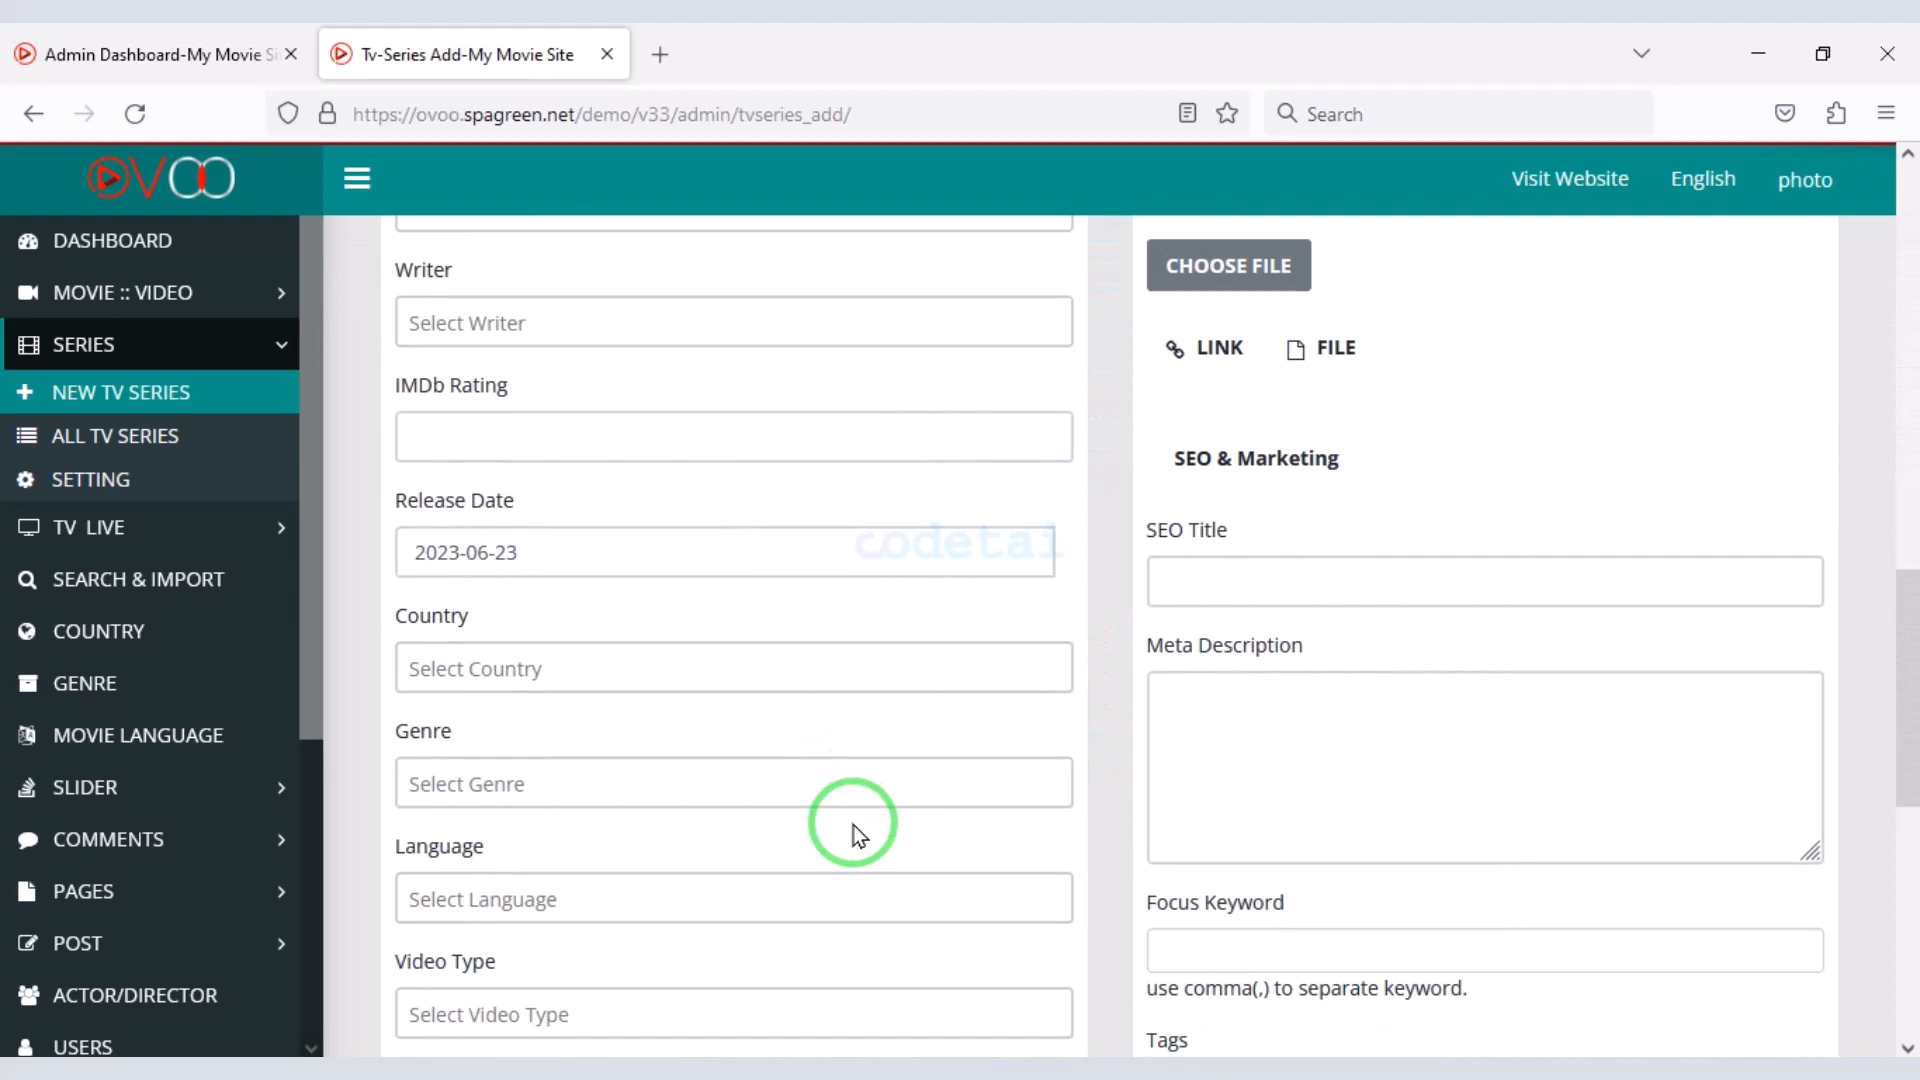 Admin Dashboard-My Movie Si
Tv-Series Add-My Movie Site
https://ovoo.spagreen.net/demo/v33/admin/tvseries_add/
Search
OVOO
Visit Website
English
photo
DASHBOARD
MOVIE :: VIDEO
SERIES
NEW TV SERIES
ALL TV SERIES
SETTING
TV LIVE
SEARCH & IMPORT
COUNTRY
GENRE
MOVIE LANGUAGE
SLIDER
COMMENTS
PAGES
POST
ACTOR/DIRECTOR
USERS
Writer
Select Writer
IMDb Rating
Release Date
2023-06-23
codetai
Country
Select Country
Genre
Select Genre
Language
Select Language
Video Type
Select Video Type
CHOOSE FILE
LINK
FILE
SEO & Marketing
SEO Title
Meta Description
Focus Keyword
use comma(,) to separate keyword.
Tags